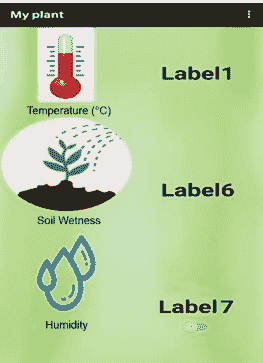 My plant
Label1
Temperature (°C)
Label6
Soil Wetness
Label7
Humidity